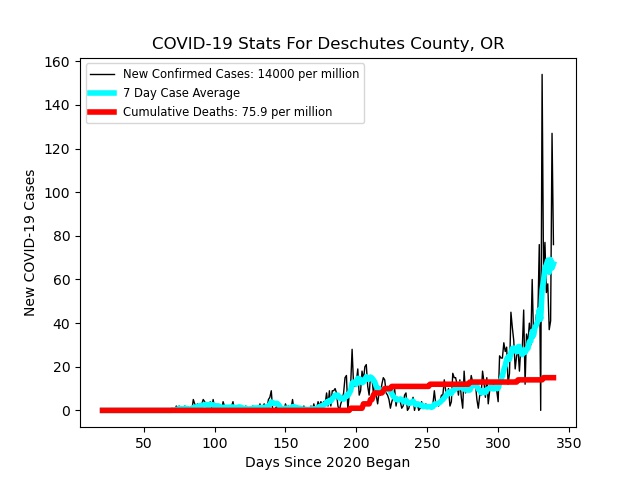 COVID-19 Stats For Deschutes County, OR
New Confirmed Cases: 14000 per million
7 Day Case Average
Cumulative Deaths: 75.9 per million
New COVID-19 Cases
160
140
120
100
80
60
40
20
0
50 100 150 200 250 300 350
Days Since 2020 Began